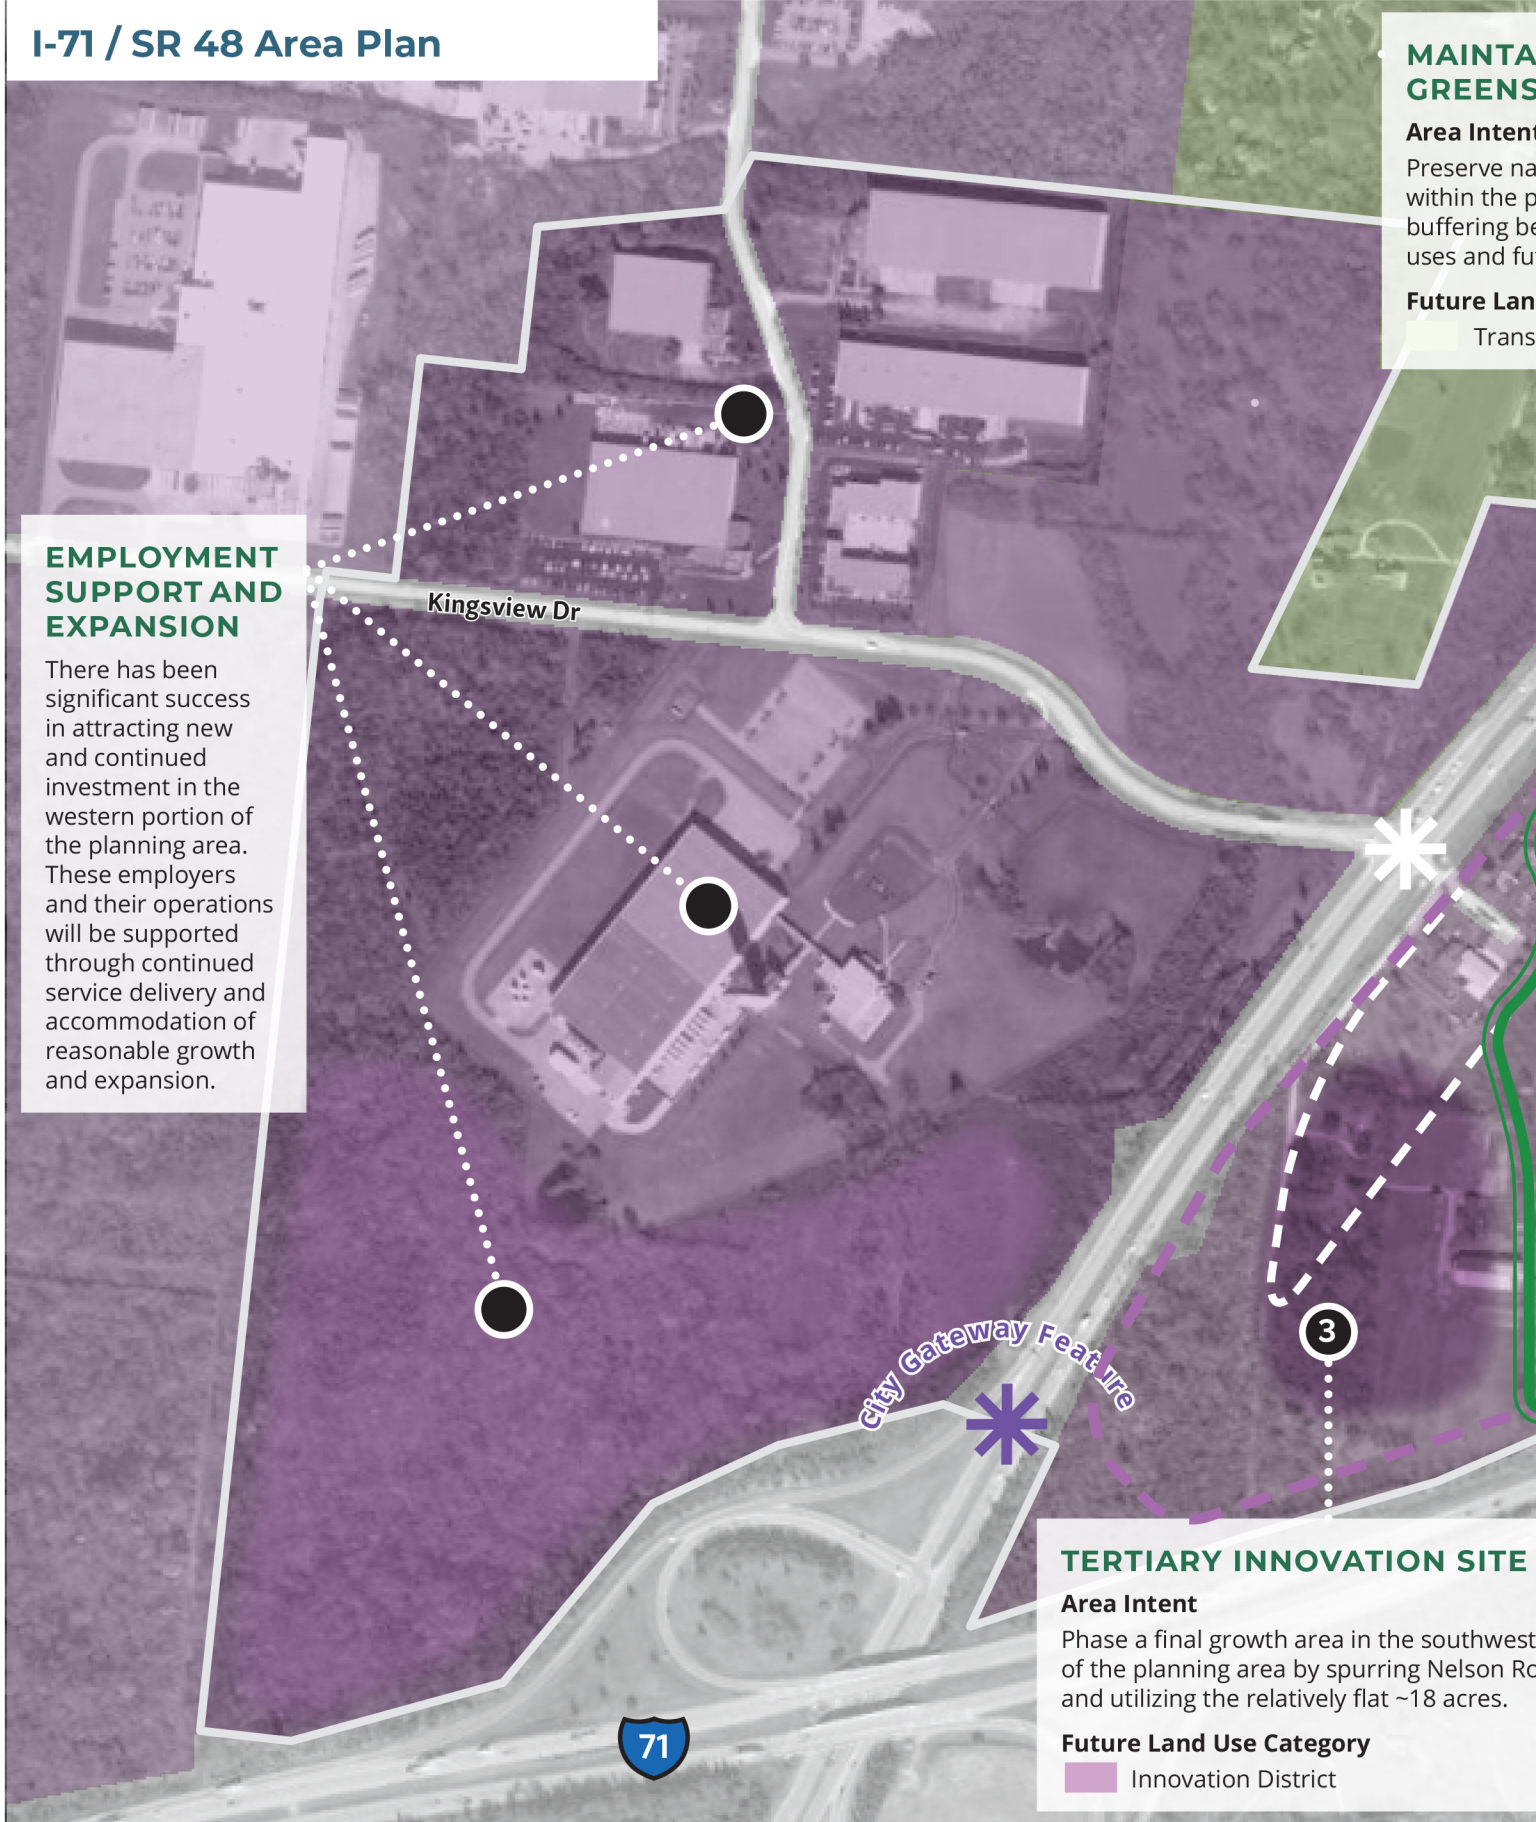 I-71 / SR 48 Area Plan
MAINTA
GREENS
Area Intent
Preserve na
within the p
buffering be
uses and fu
Future Lan
Trans
EMPLOYMENT
SUPPORT AND
EXPANSION
There has been
significant success
in attracting new
and continued
investment in the
western portion of
the planning area.
These employers
and their operations
will be supported
through continued
service delivery and
accommodation of
reasonable growth
and expansion.
Kingsview Dr
City Gateway Feature
3
TERTIARY INNOVATION SITE
Area Intent
Phase a final growth area in the southwest
of the planning area by spurring Nelson Ro
and utilizing the relatively flat ~18 acres.
Future Land Use Category
Innovation District
71